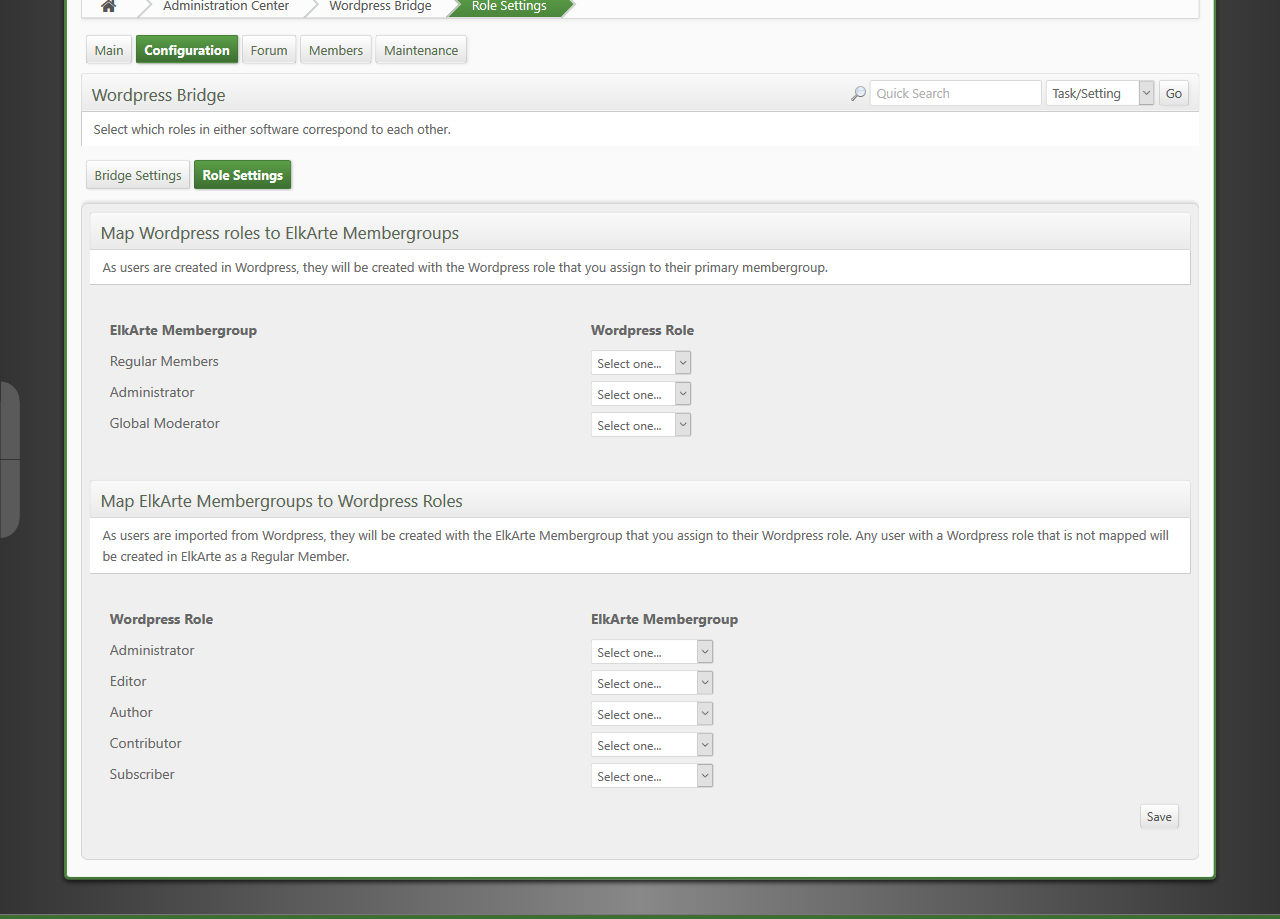 Administration Center Wordpress Bridge Role Settings
Main Configuration Forum Members Maintenance
Wordpress Bridge Quick Search Task/Setting Go
Select which roles in either software correspond to each other.
Bridge Settings Role Settings
Map Wordpress roles to ElkArte Membergroups
As users are created in Wordpress, they will be created with the Wordpress role that you assign to their primary membergroup.
ElkArte Membergroup Wordpress Role
Regular Members Select one...
Administrator Select one...
Global Moderator Select one...
Map ElkArte Membergroups to Wordpress Roles
As users are imported from Wordpress, they will be created with the ElkArte Membergroup that you assign to their Wordpress role. Any user with a Wordpress role that is not mapped will
be created in ElkArte as a Regular Member.
Wordpress Role ElkArte Membergroup
Administrator Select one...
Editor Select one...
Author Select one...
Contributor Select one...
Subscriber Select one...
Save